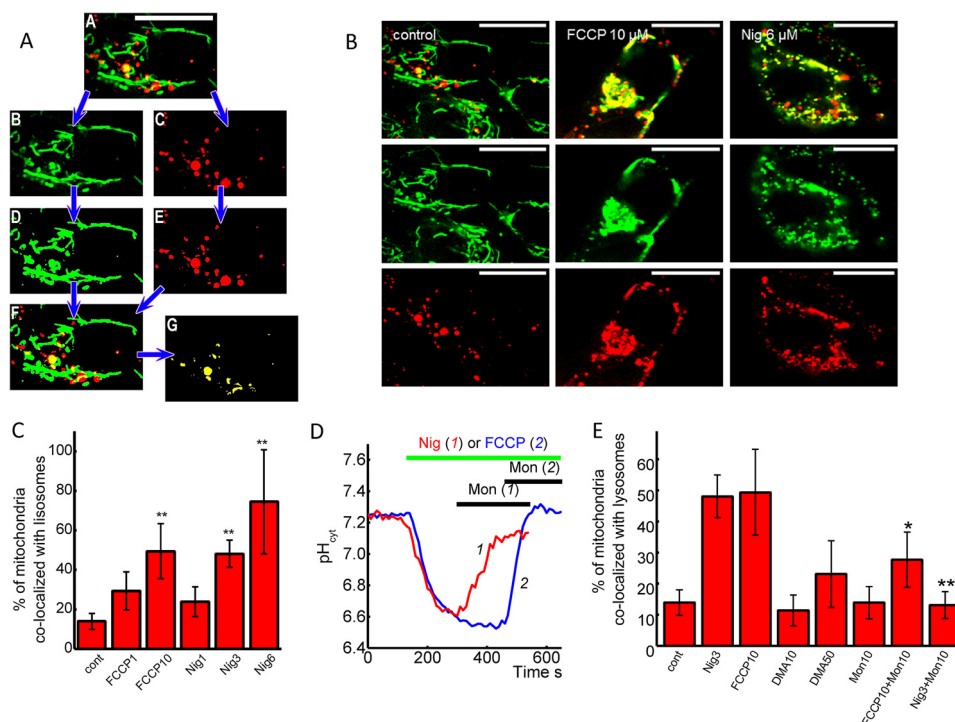 A
A
B
C
D
E
F
G
B
control
FCCP 10 µM
Nig 6 µM
C
% of mitochondria
co-localized with lisosomes
100
80
60
40
20
0
**
**
**
cont
FCCP1
FCCP10
Nig1
Nig3
Nig6
D
Nig (1) or FCCP (2)
Mon (2)
Mon (1)
1
2
pHcyt
7.6
7.4
7.2
7.0
6.8
6.6
6.4
0
200
400
600
Time s
E
% of mitochondria
co-localized with lysosomes
60
50
40
30
20
10
0
*
**
cont
Nig3
FCCP10
DMA10
DMA50
Mon10
FCCP10+Mon10
Nig3+Mon10